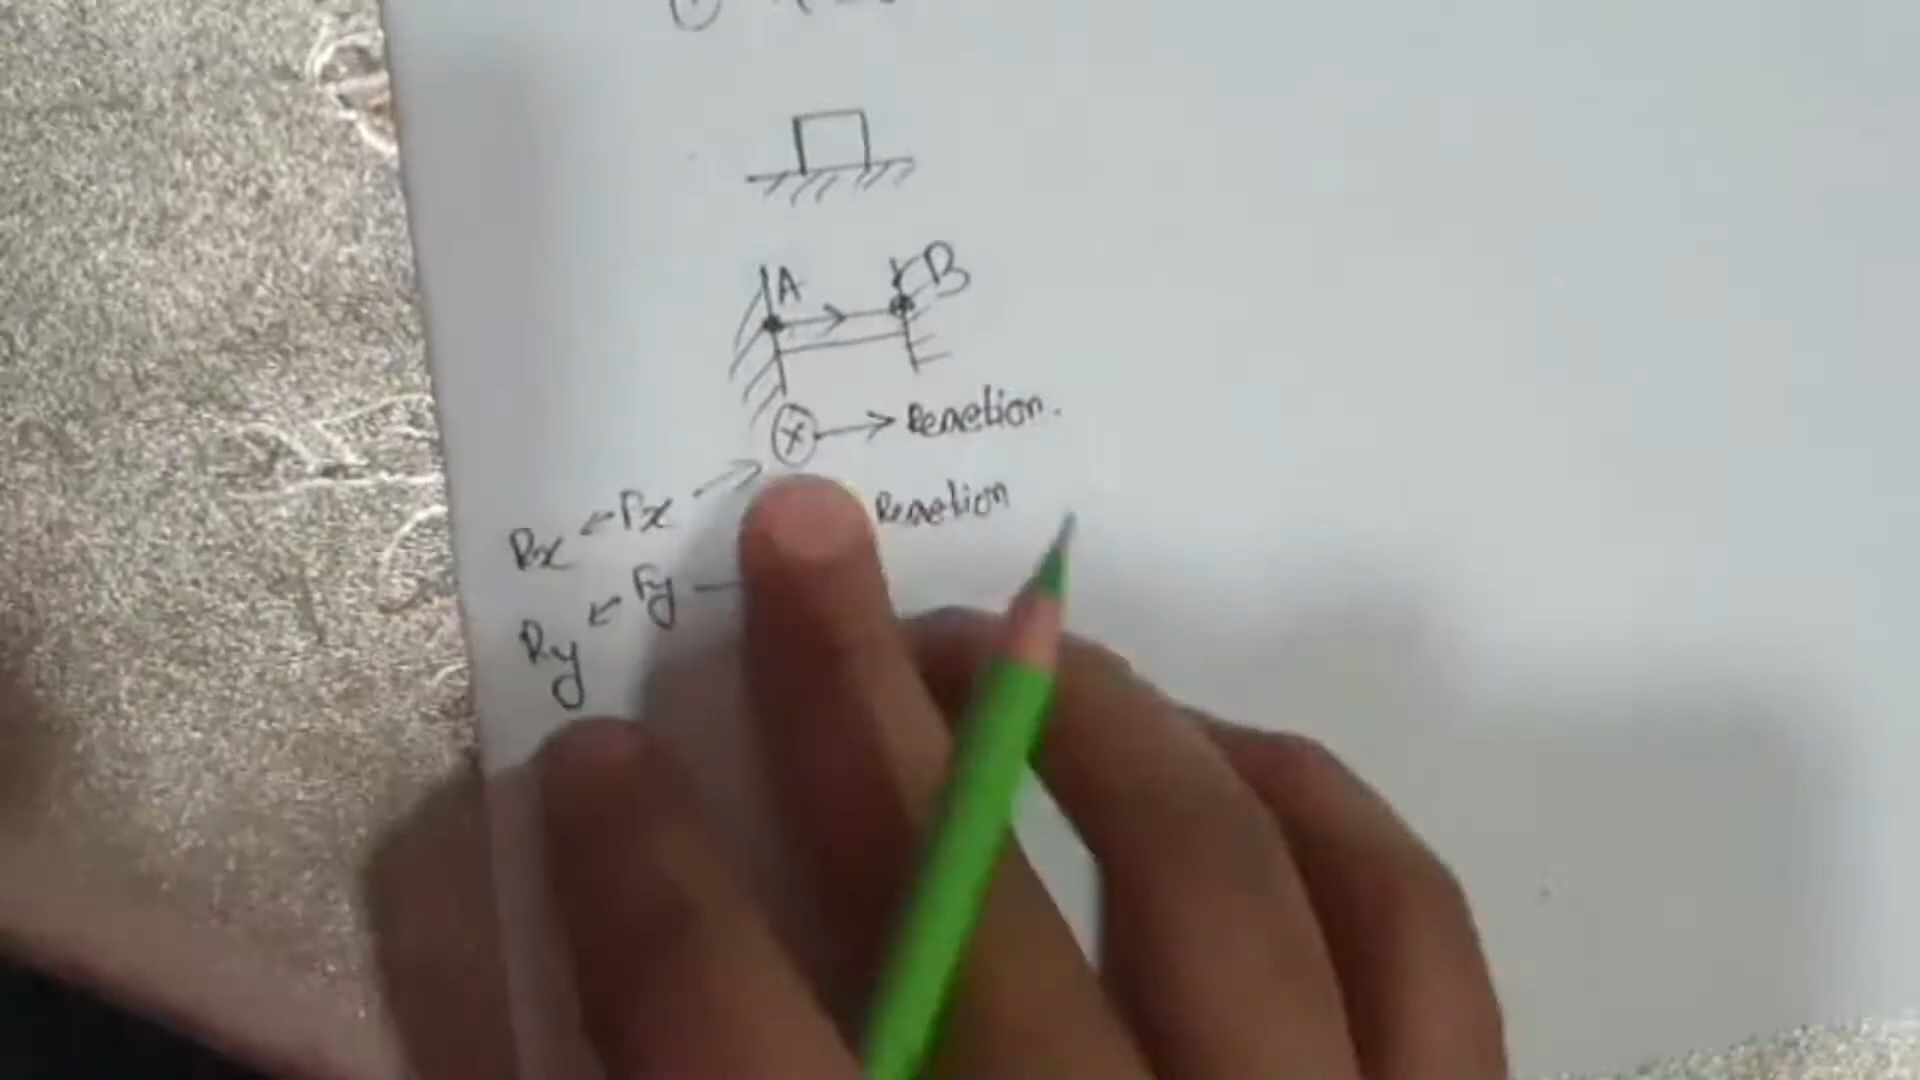 A B
X → Reaction.
Rx ← Fx → Reaction
Ry ← Fy